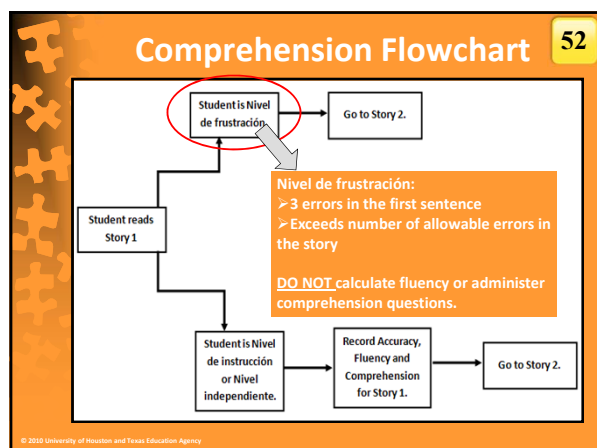 Comprehension Flowchart
52
Student is Nivel
de frustración.
Go to Story 2.
Nivel de frustración:
➢3 errors in the first sentence
➢Exceeds number of allowable errors in
the story
DO NOT calculate fluency or administer
comprehension questions.
Student reads
Story 1
Student is Nivel
de instrucción
or Nivel
independiente.
Record Accuracy,
Fluency and
Comprehension
for Story 1.
Go to Story 2.
© 2010 University of Houston and Texas Education Agency